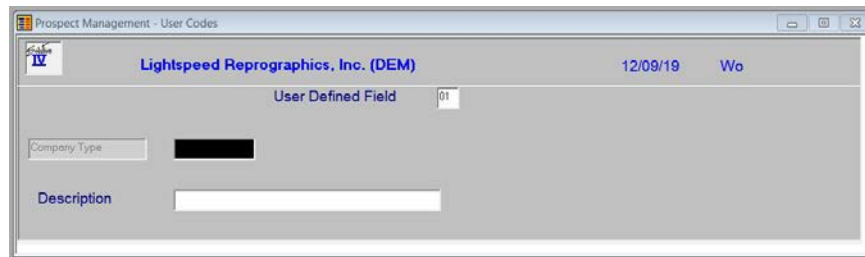 Prospect Management - User Codes
IV
Lightspeed Reprographics, Inc. (DEM) 12/09/19 Wo
User Defined Field 01
Company Type
Description